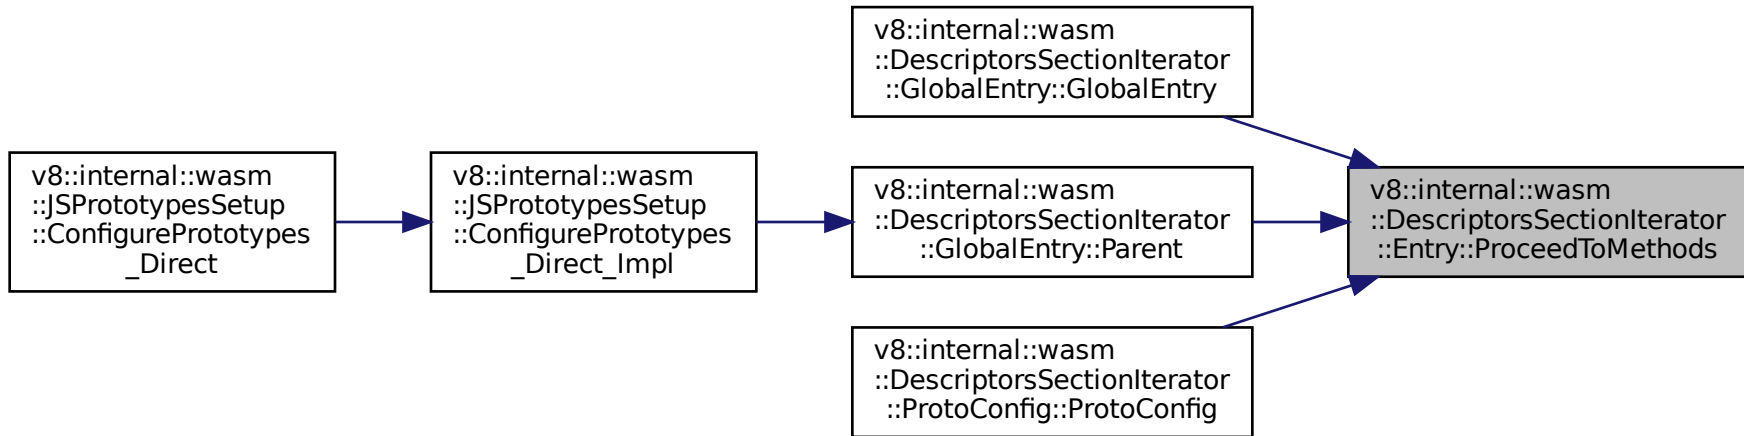 v8::internal::wasm
::DescriptorsSectionIterator
::GlobalEntry::GlobalEntry
v8::internal::wasm
::JSPrototypesSetup
::ConfigurePrototypes
_Direct
v8::internal::wasm
::JSPrototypesSetup
::ConfigurePrototypes
_Direct_Impl
v8::internal::wasm
::DescriptorsSectionIterator
::GlobalEntry::Parent
v8::internal::wasm
::DescriptorsSectionIterator
::Entry::ProceedToMethods
v8::internal::wasm
::DescriptorsSectionIterator
::ProtoConfig::ProtoConfig